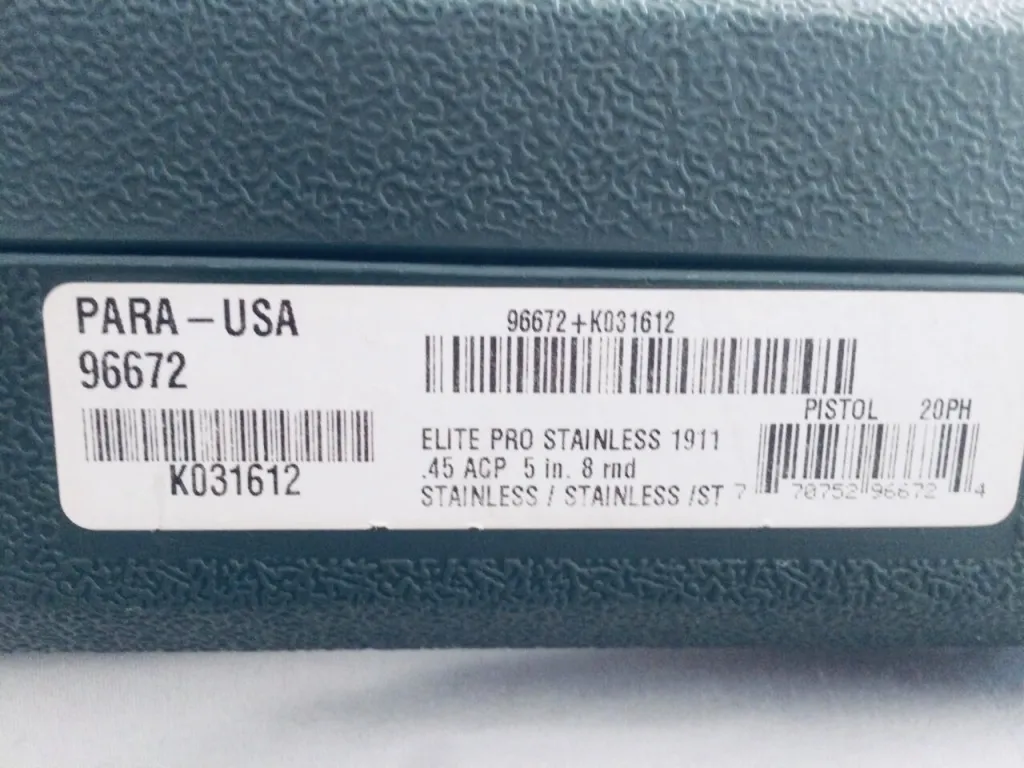 PARA – USA
96672
K031612
96672+K031612
ELITE PRO STAINLESS 1911
.45 ACP 5 in. 8 rnd
STAINLESS / STAINLESS /ST
PISTOL 20PH
7 70752 96672 4